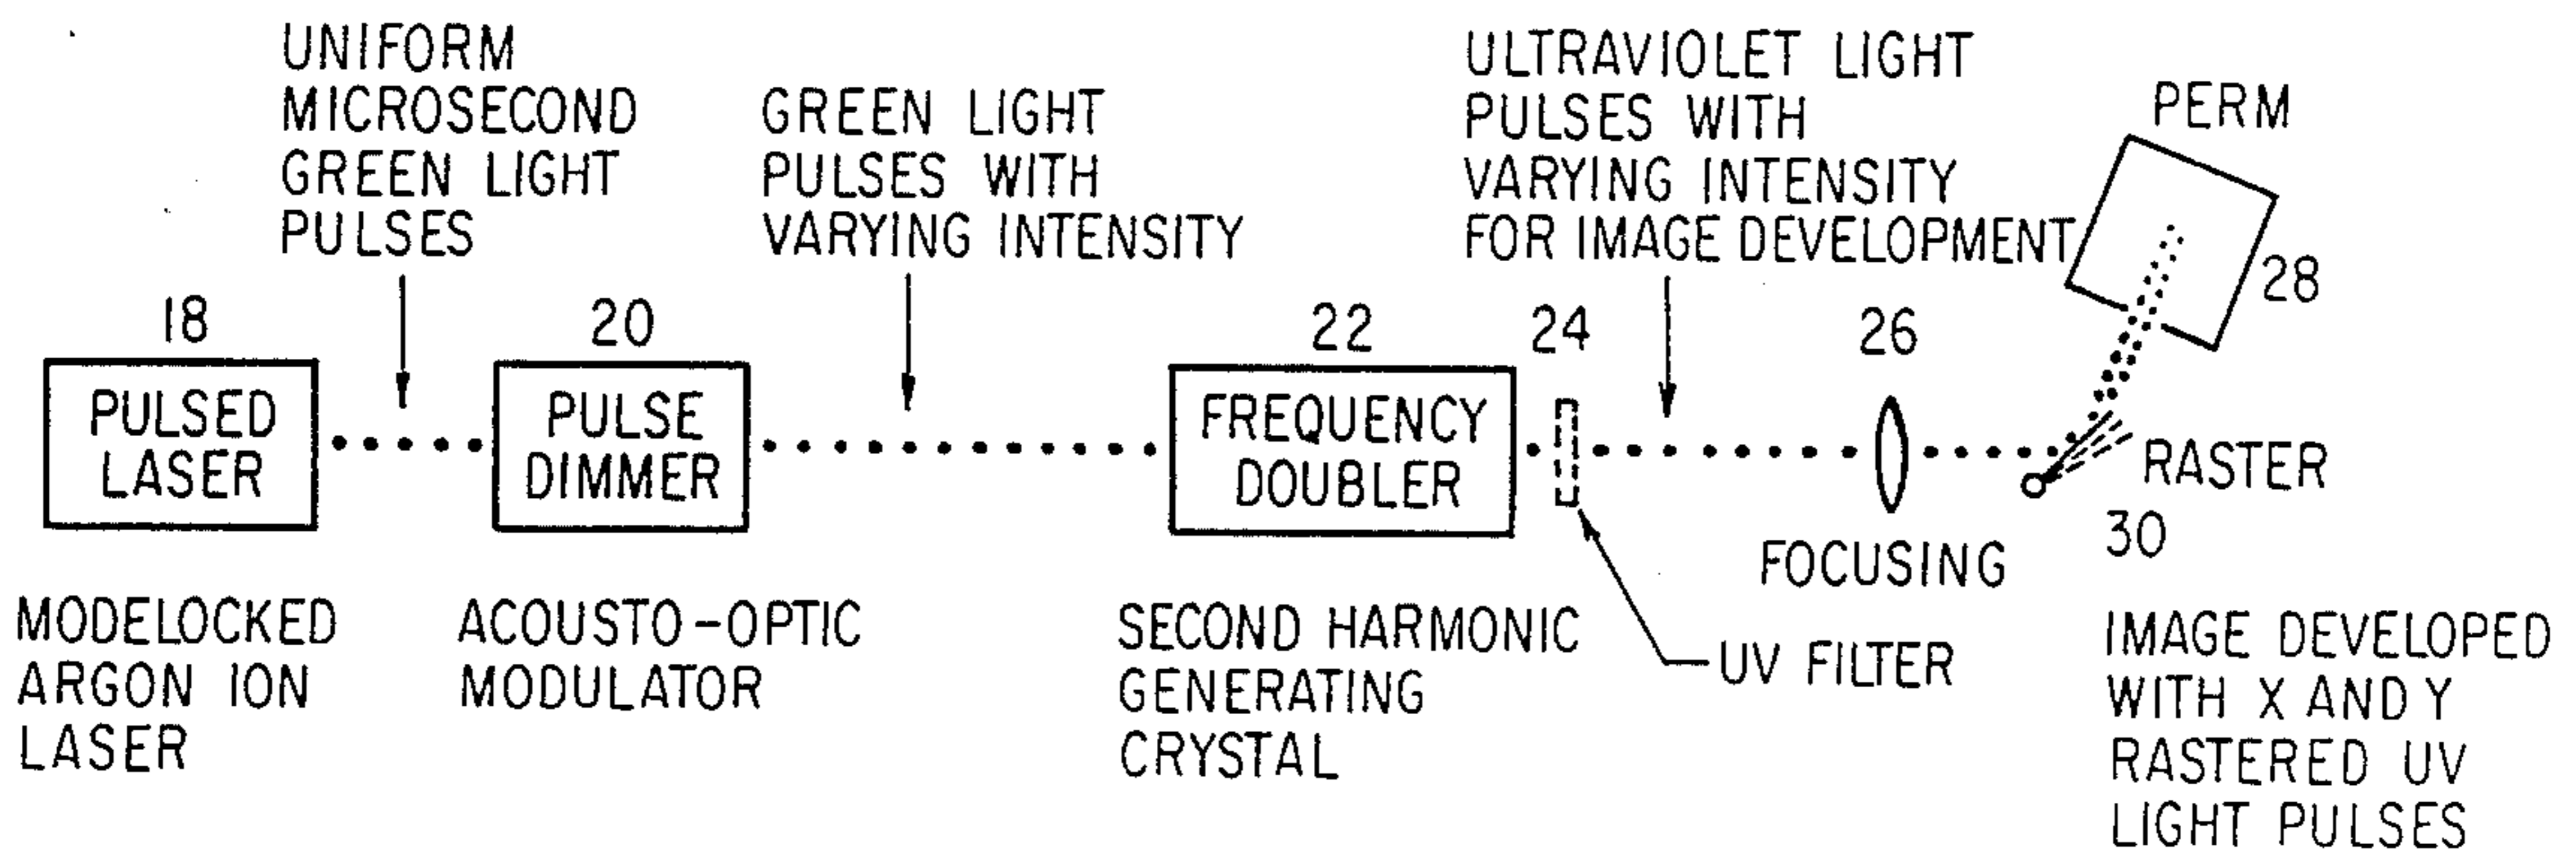 UNIFORM
MICROSECOND
GREEN LIGHT
PULSES
GREEN LIGHT
PULSES WITH
VARYING INTENSITY
ULTRAVIOLET LIGHT
PULSES WITH
VARYING INTENSITY
FOR IMAGE DEVELOPMENT
PERM
28
18
20
22
24
26
PULSED
LASER
PULSE
DIMMER
FREQUENCY
DOUBLER
RASTER
30
FOCUSING
UV FILTER
MODELOCKED
ARGON ION
LASER
ACOUSTO-OPTIC
MODULATOR
SECOND HARMONIC
GENERATING
CRYSTAL
IMAGE DEVELOPED
WITH X AND Y
RASTERED UV
LIGHT PULSES